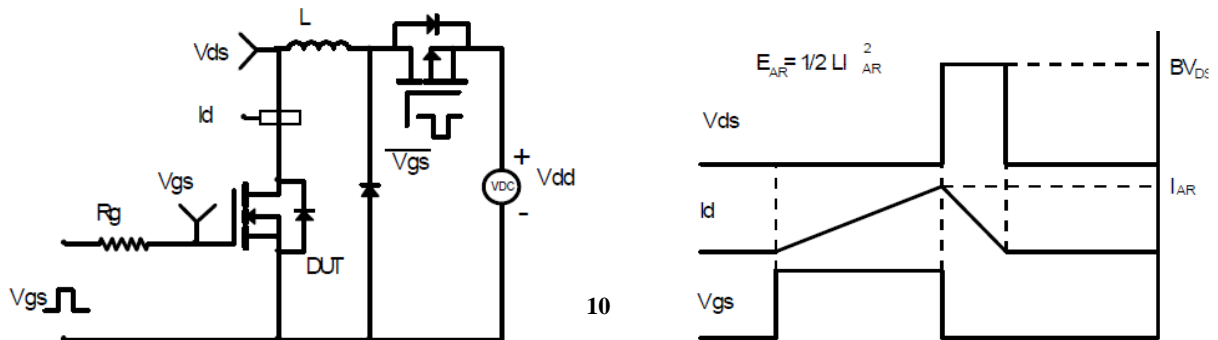 L
Vds
Id
Vgs
Vgs
+
VDC
Vdd
-
Vgs
Rg
DUT
Vgs
10
E AR = 1/2 LI 2 AR
BV DS
Vds
I AR
Id
Vgs